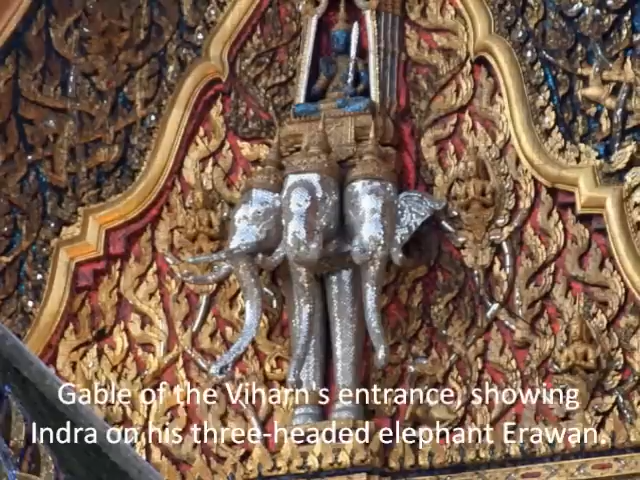 Gable of the Viharn's entrance, showing
Indra on his three-headed elephant Erawan.